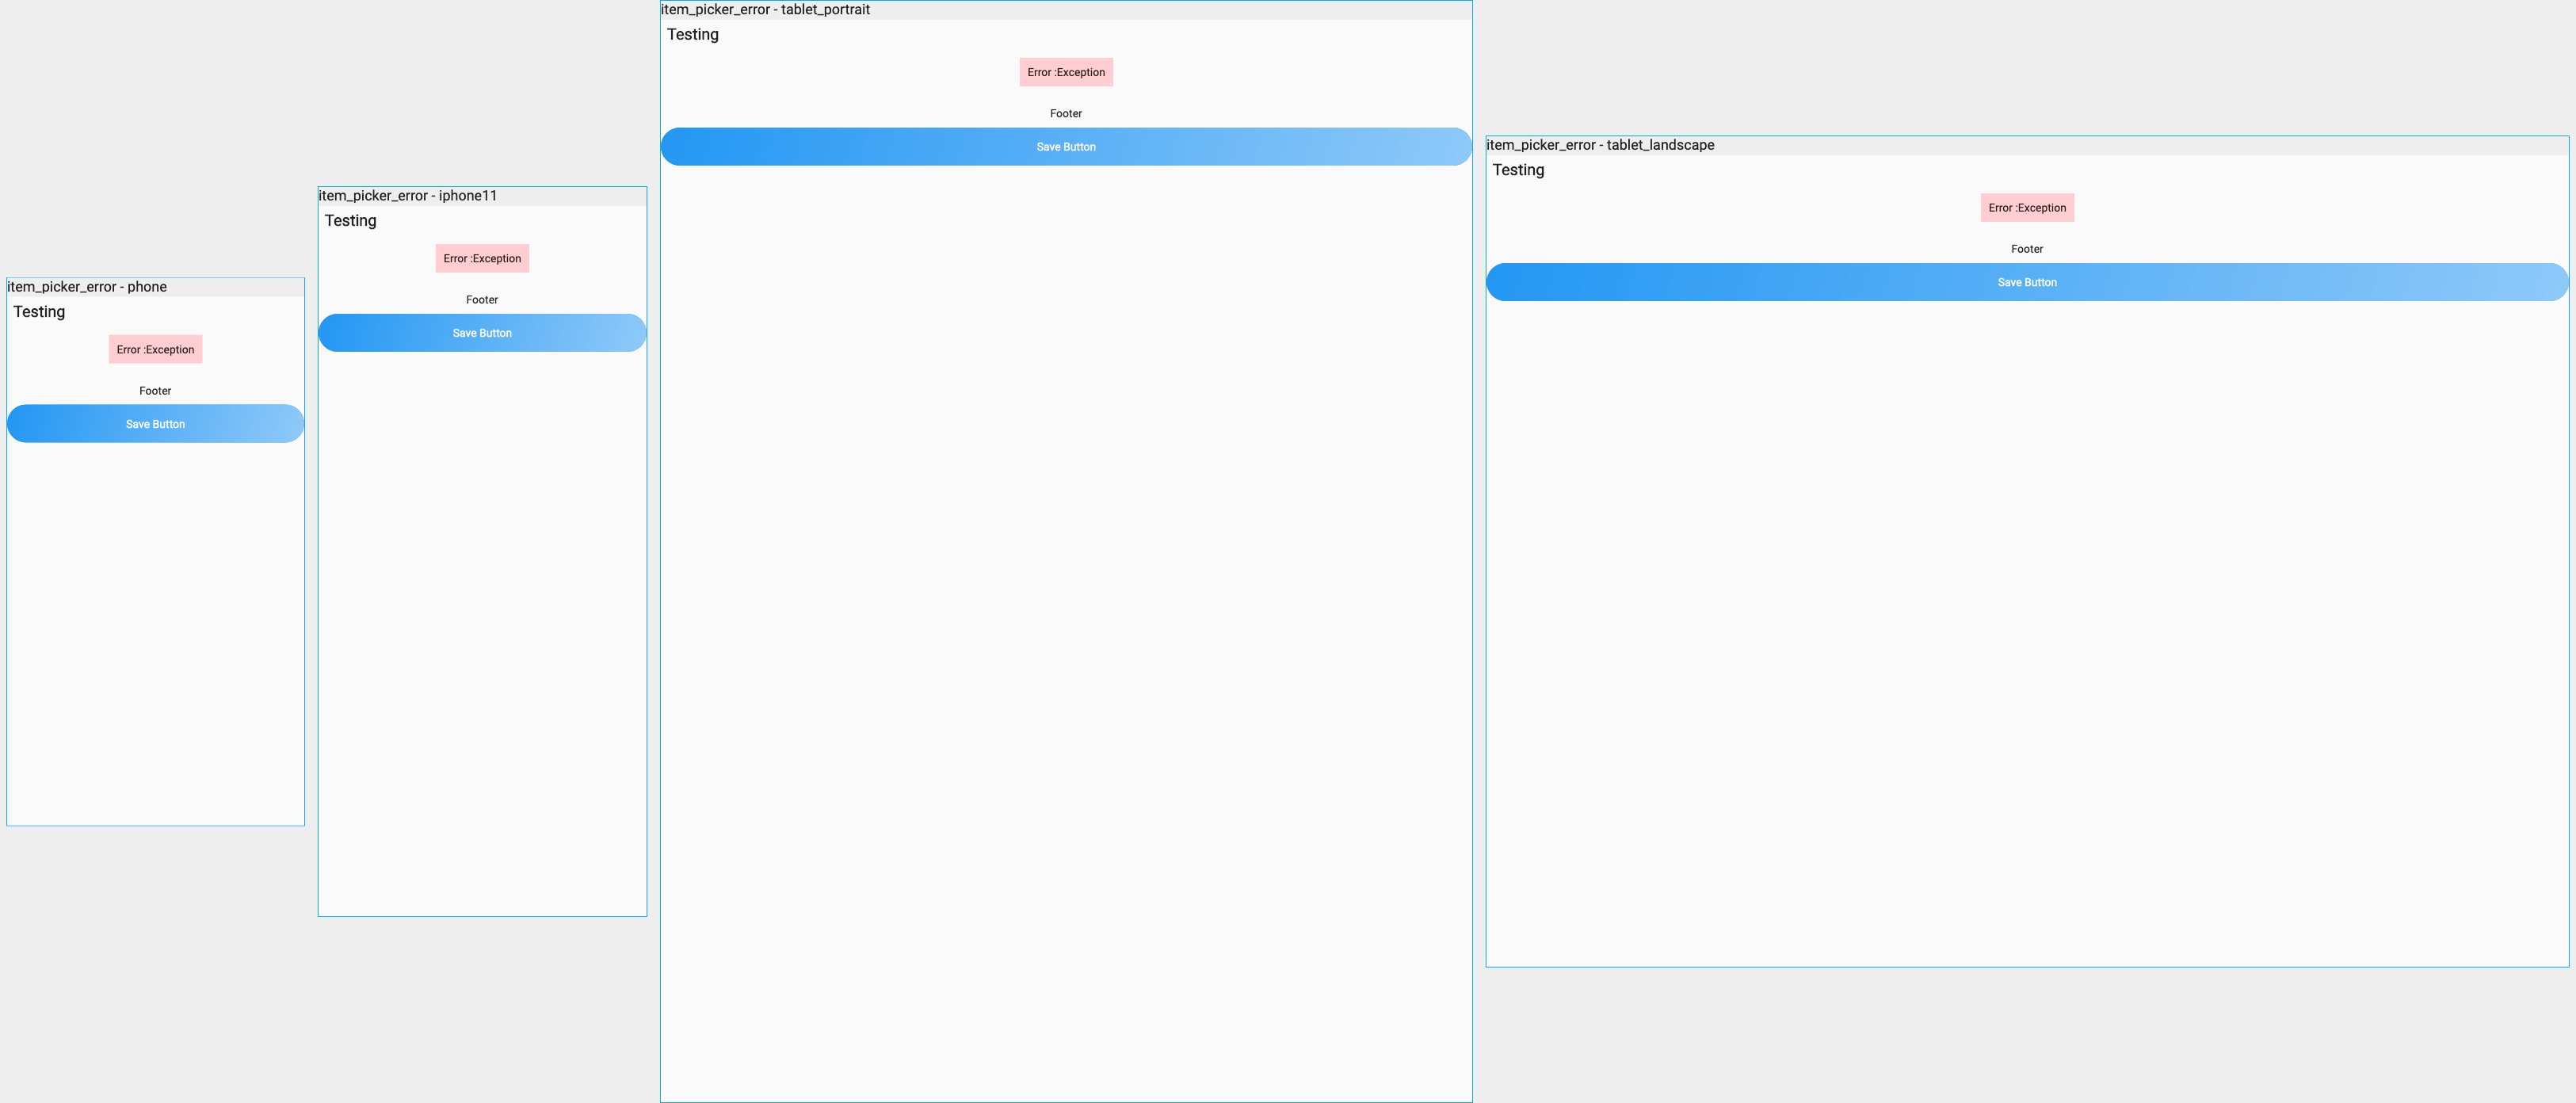 item_picker_error - phone
Testing
Error :Exception
Footer
Save Button
item_picker_error - iphone11
Testing
Error :Exception
Footer
Save Button
item_picker_error - tablet_portrait
Testing
Error :Exception
Footer
Save Button
item_picker_error - tablet_landscape
Testing
Error :Exception
Footer
Save Button